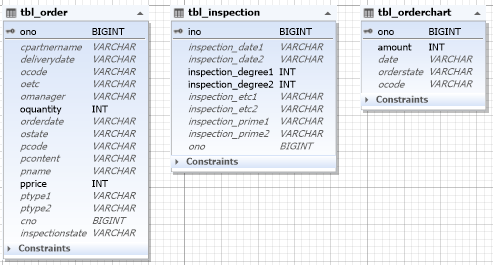 tbl_order
ono BIGINT
cpartnername VARCHAR
deliverydate VARCHAR
ocode VARCHAR
oetc VARCHAR
omanager VARCHAR
oquantity INT
orderdate VARCHAR
ostate VARCHAR
pcode VARCHAR
pcontent VARCHAR
pname VARCHAR
pprice INT
ptype1 VARCHAR
ptype2 VARCHAR
cno BIGINT
inspectionstate VARCHAR
Constraints
tbl_inspection
ino BIGINT
inspection_date1 VARCHAR
inspection_date2 VARCHAR
inspection_degree1 INT
inspection_degree2 INT
inspection_etc1 VARCHAR
inspection_etc2 VARCHAR
inspection_prime1 VARCHAR
inspection_prime2 VARCHAR
ono BIGINT
Constraints
tbl_orderchart
ono BIGINT
amount INT
date VARCHAR
orderstate VARCHAR
ocode VARCHAR
Constraints